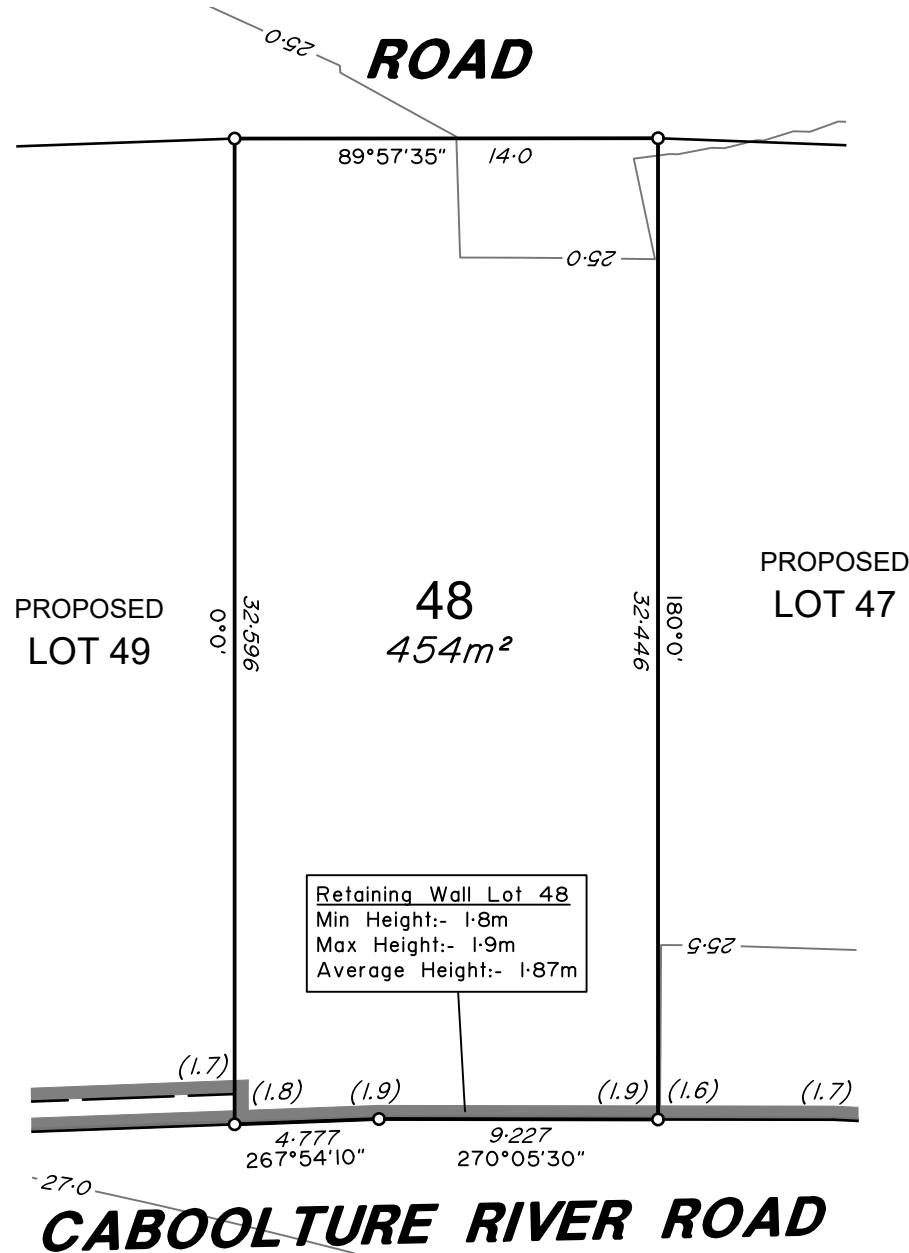 25·0
ROAD
89°57'35" 14·0
25·0
PROPOSED
LOT 47
PROPOSED
LOT 49
0°0'
32·596
48
454m²
32·446
180°0'
Retaining Wall Lot 48
Min Height:- 1·8m
Max Height:- 1·9m
Average Height:- 1·87m
25·5
(1.7)
(1.8)
(1.9)
(1.9)
(1.6)
(1.7)
4·777
267°54'10"
9·227
270°05'30"
27·0
CABOOLTURE RIVER ROAD